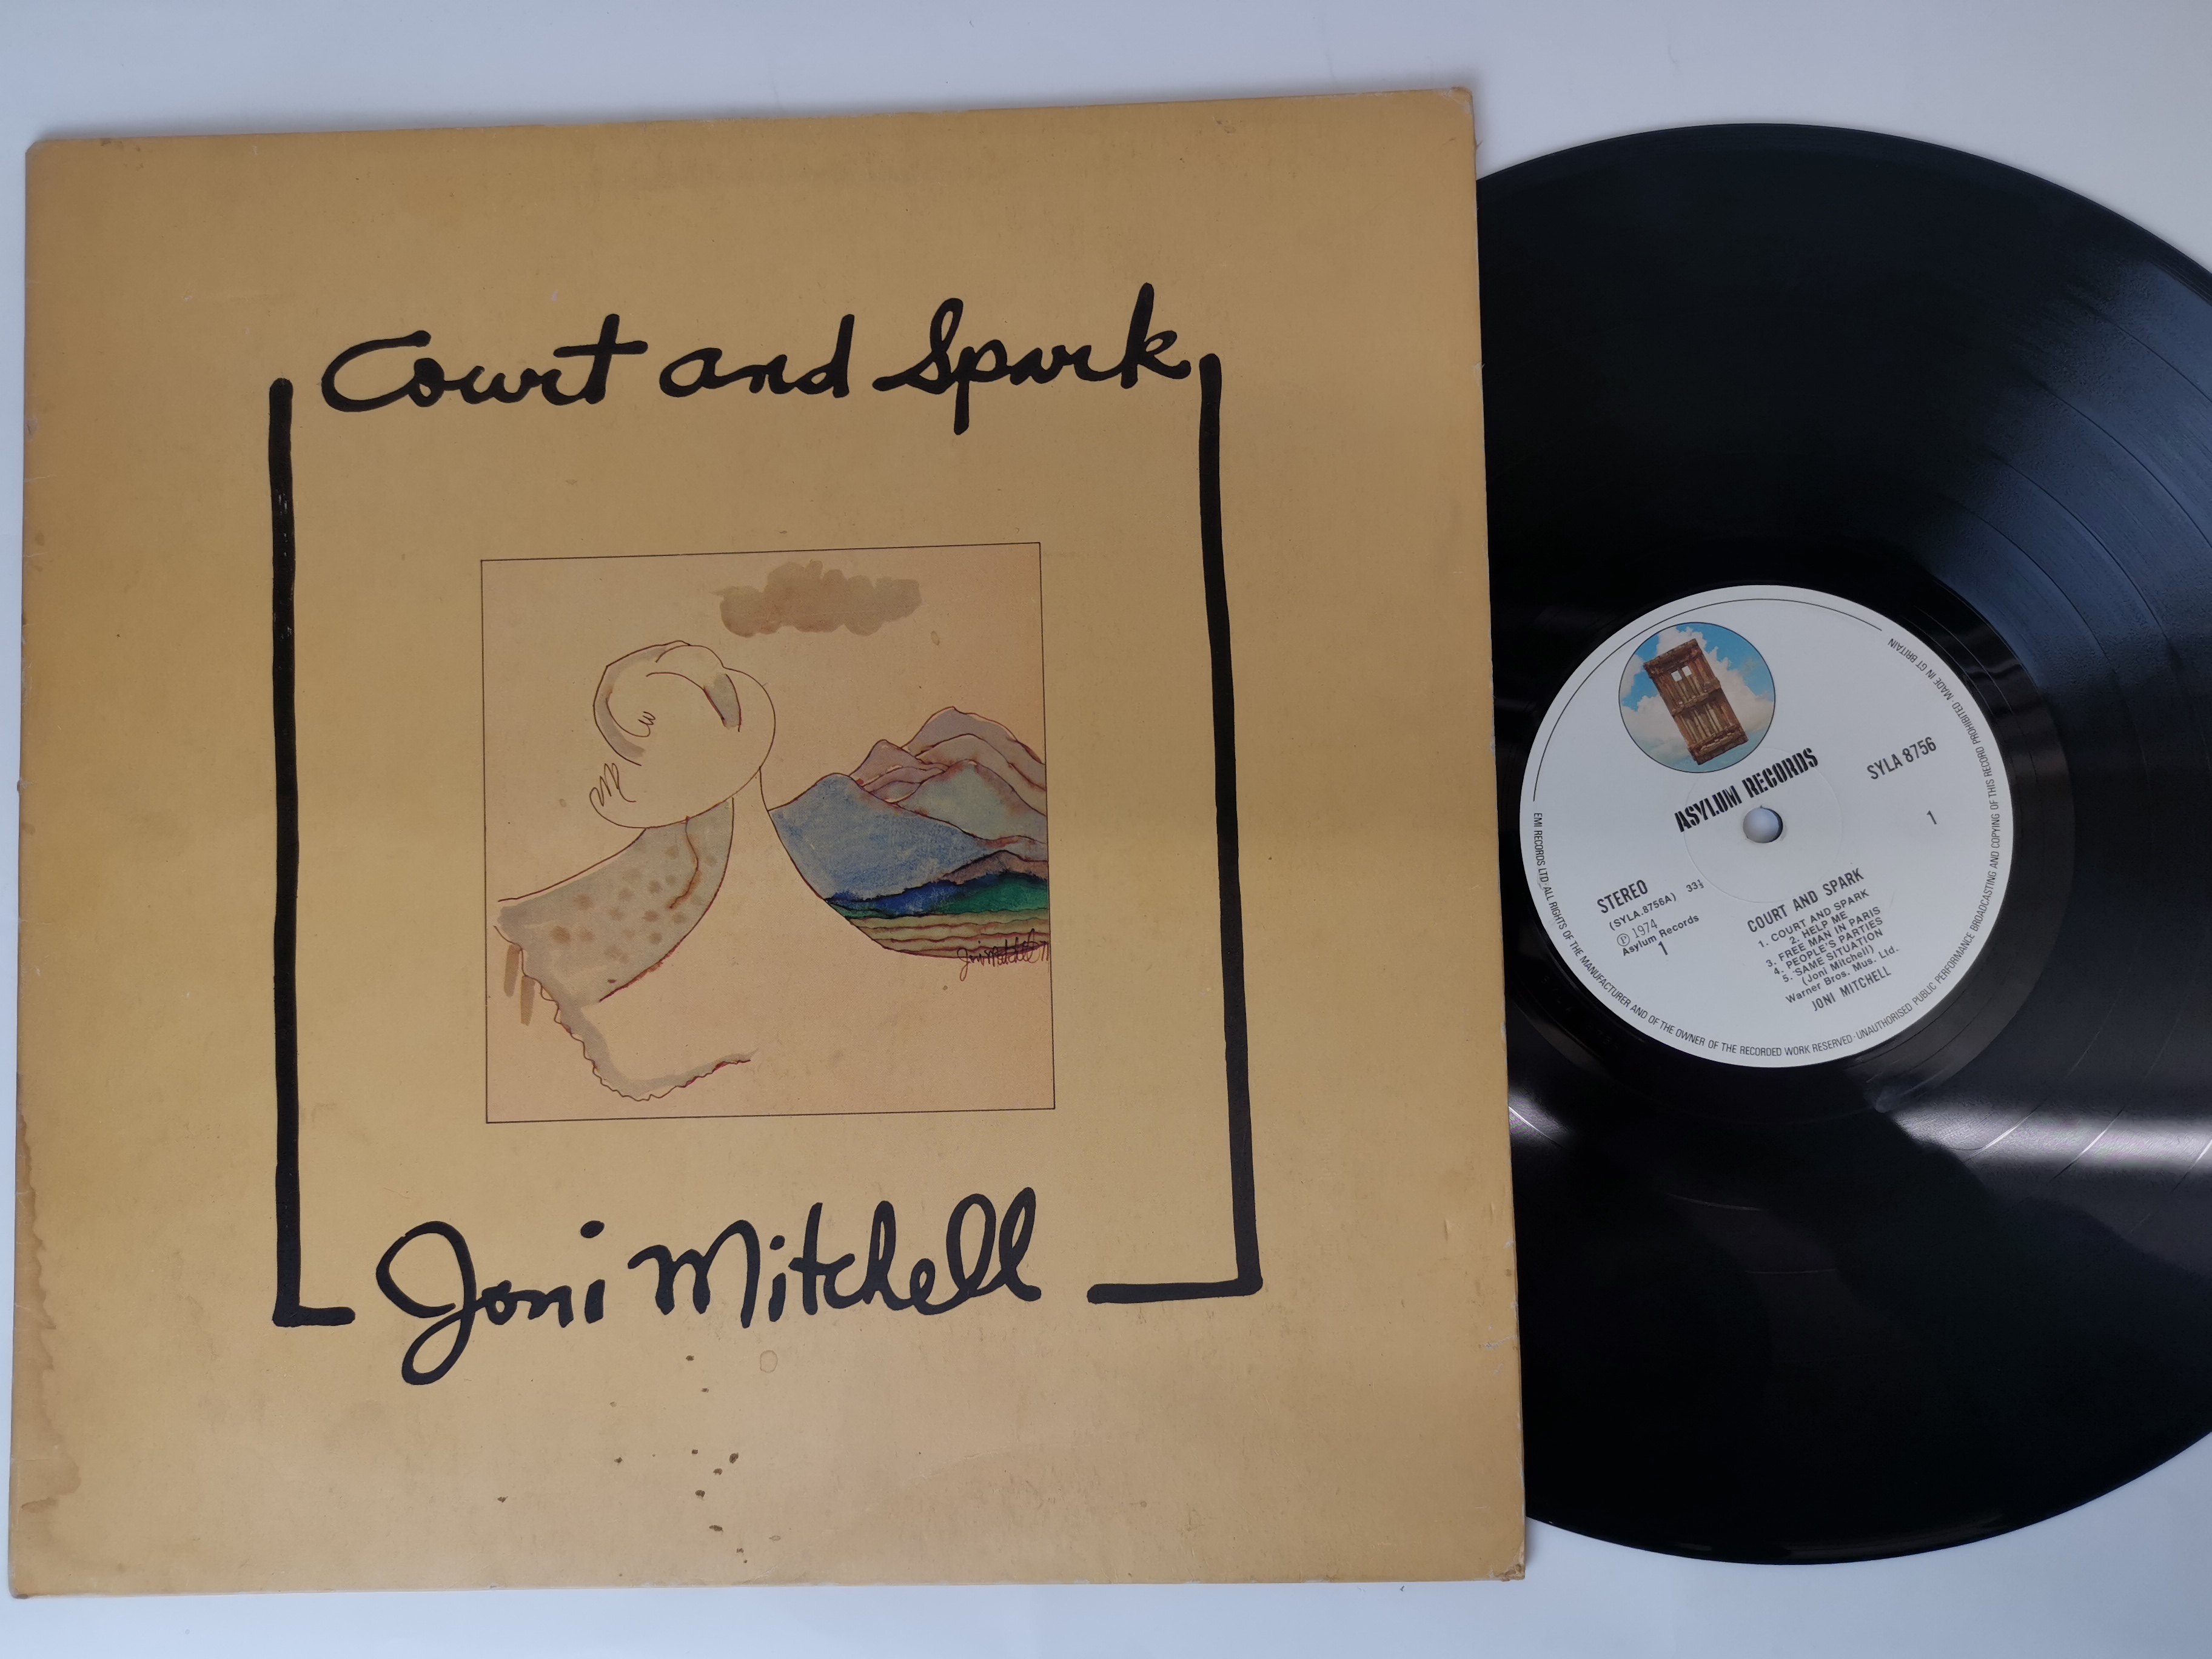 Court and Spark
Joni Mitchell
Joni Mitchell
ASYLUM RECORDS
SYLA 8756
1
STEREO
(SYLA.8756A) 33⅓
Ⓟ 1974
Asylum Records
1
COURT AND SPARK
1. COURT AND SPARK
2. HELP ME
3. FREE MAN IN PARIS
4. PEOPLE'S PARTIES
5. SAME SITUATION
(Joni Mitchell)
Warner Bros. Mus. Ltd.
JONI MITCHELL
EMI RECORDS LTD·ALL RIGHTS OF THE MANUFACTURER AND OF THE OWNER OF THE RECORDED WORK RESERVED·UNAUTHORISED PUBLIC PERFORMANCE BROADCASTING AND COPYING OF THIS RECORD PROHIBITED MADE IN GT BRITAIN